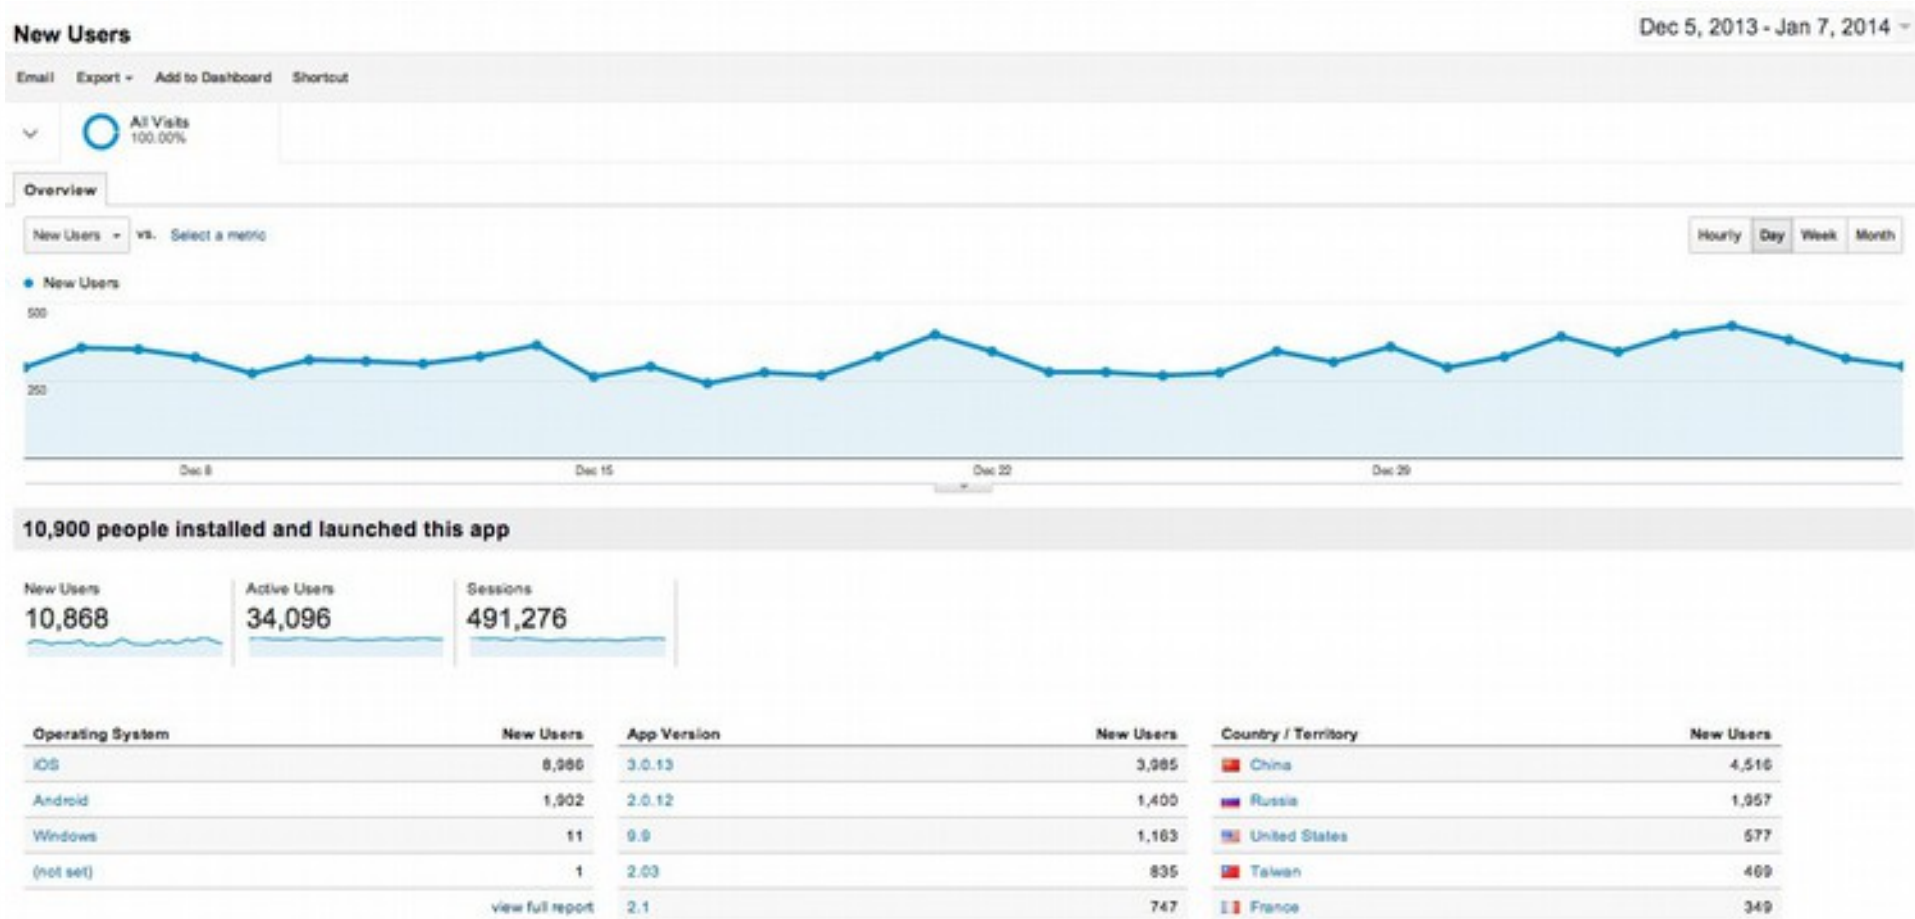 New Users
Dec 5, 2013 - Jan 7, 2014
Email Export Add to Dashboard Shortcut
All Visits
100.00%
Overview
New Users vs. Select a metric
Hourly Day Week Month
New Users
500
250
Dec 8 Dec 15 Dec 22 Dec 29
10,900 people installed and launched this app
New Users Active Users Sessions
10,868 34,096 491,276
Operating System New Users App Version New Users Country / Territory New Users
iOS 8,986 3.0.13 3,985 China 4,516
Android 1,902 2.0.12 1,400 Russia 1,957
Windows 11 9.9 1,163 United States 577
(not set) 1 2.03 835 Taiwan 469
view full report 2.1 747 France 349